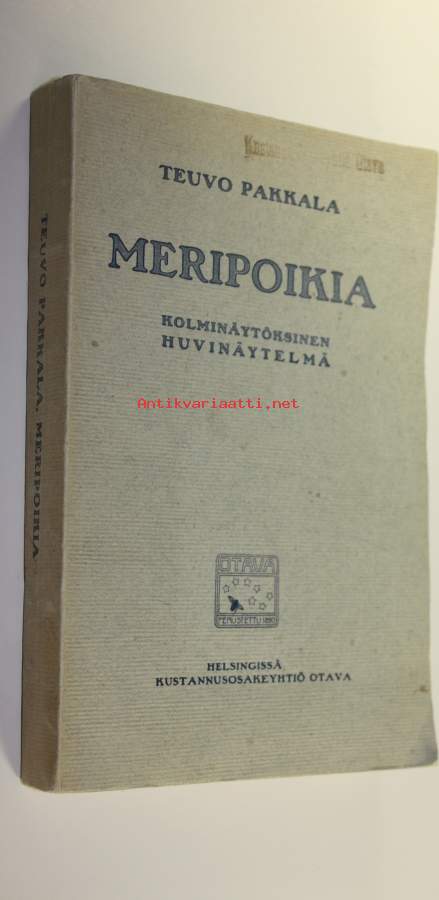 TEUVO PAKKALA
MERIPOIKIA
KOLMINÄYTÖKSINEN
HUVINÄYTELMÄ
Antikvariaatti.net
OTAVA
PERUSTETTU 1890
HELSINGISSÄ
KUSTANNUSOSAKEYHTIÖ OTAVA
TEUVO PAKKALA, MERIPOIKIA